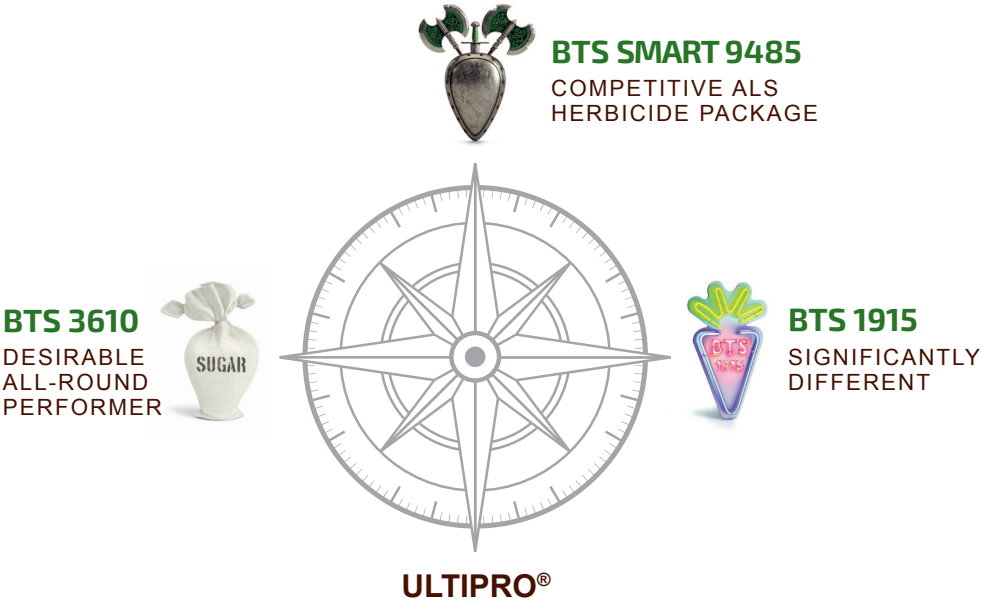 BTS SMART 9485
COMPETITIVE ALS
HERBICIDE PACKAGE
BTS 3610
DESIRABLE
ALL-ROUND
PERFORMER
SUGAR
BTS
1915
BTS 1915
SIGNIFICANTLY
DIFFERENT
ULTIPRO®